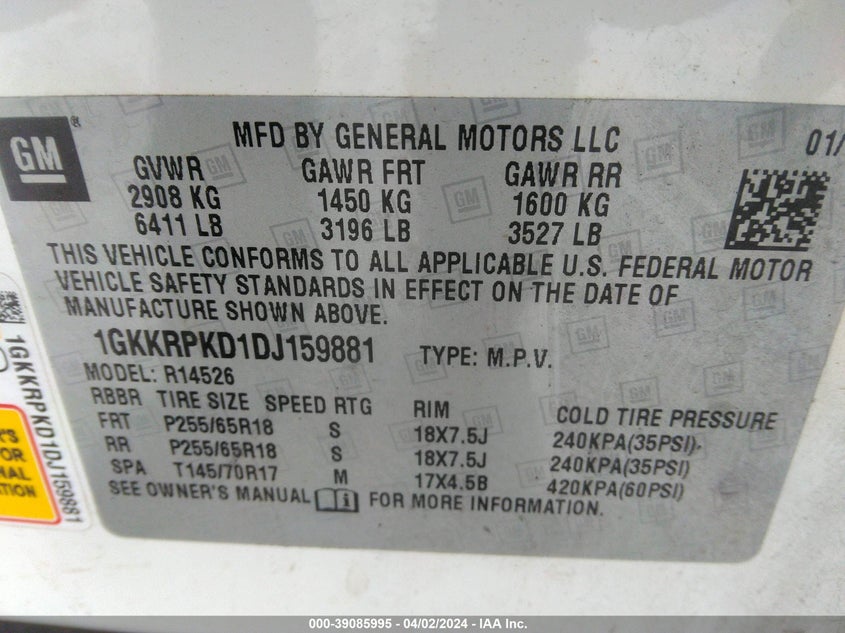 GM
®
MFD BY GENERAL MOTORS LLC
01/
GVWR GAWR FRT GAWR RR
2908 KG 1450 KG 1600 KG
6411 LB 3196 LB 3527 LB
THIS VEHICLE CONFORMS TO ALL APPLICABLE U.S. FEDERAL MOTOR
VEHICLE SAFETY STANDARDS IN EFFECT ON THE DATE OF
MANUFACTURE SHOWN ABOVE.
1GKKRPKD1DJ159881 TYPE: M.P.V.
MODEL: R14526
RBBR TIRE SIZE SPEED RTG RIM COLD TIRE PRESSURE
FRT P255/65R18 S 18X7.5J 240KPA(35PSI)
RR P255/65R18 S 18X7.5J 240KPA(35PSI)
SPA T145/70R17 M 17X4.5B 420KPA(60PSI)
SEE OWNER'S MANUAL FOR MORE INFORMATION.
1GKKRPKD1DJ159881
000-39085995 - 04/02/2024 - IAA Inc.